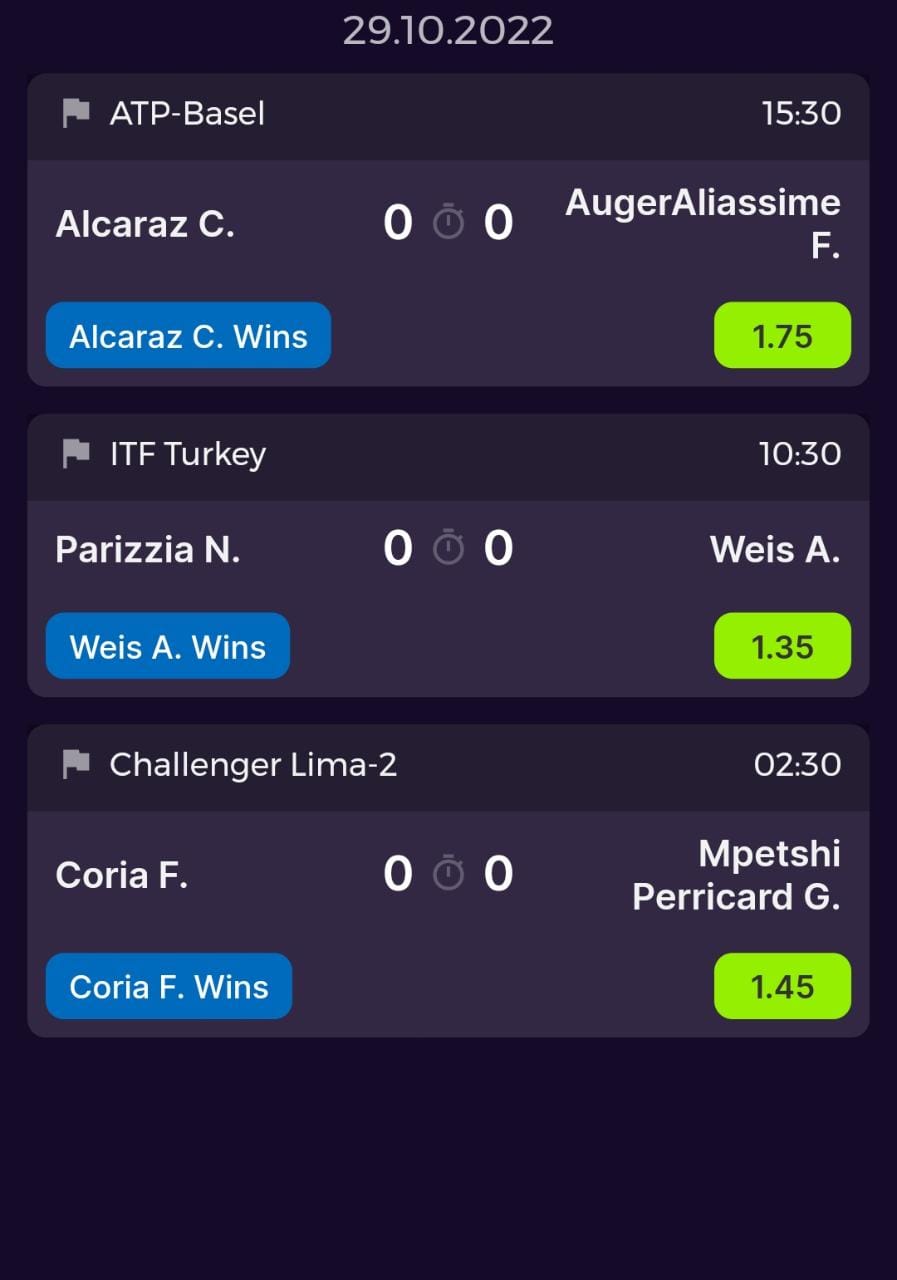 29.10.2022
ATP-Basel 15:30
Alcaraz C. 0 0 AugerAliassime
F.
Alcaraz C. Wins 1.75
ITF Turkey 10:30
Parizzia N. 0 0 Weis A.
Weis A. Wins 1.35
Challenger Lima-2 02:30
Coria F. 0 0 Mpetshi
Perricard G.
Coria F. Wins 1.45